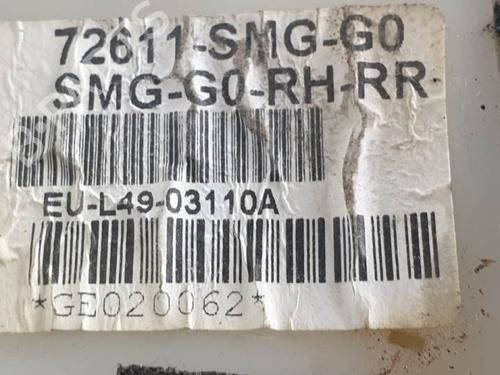 72611-SMG-G0
SMG-G0-RH-RR
EU-L49-03110A
*GE020062*